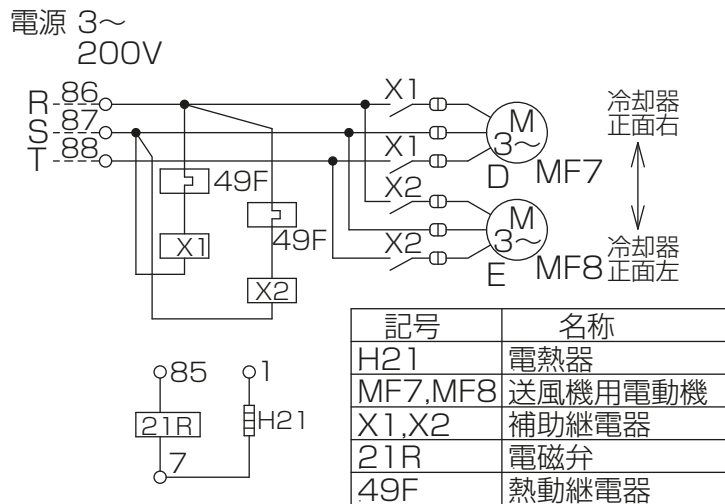 電源 3～
200V
R 86
S 87
T 88
X1
X1
X2
X2
M
3～
D MF7
M
3～
E MF8
冷却器
正面右
冷却器
正面左
49F
49F
X1
X2
85
1
21R
H21
7
記号 名称
H21 電熱器
MF7,MF8 送風機用電動機
X1,X2 補助継電器
21R 電磁弁
49F 熱動継電器